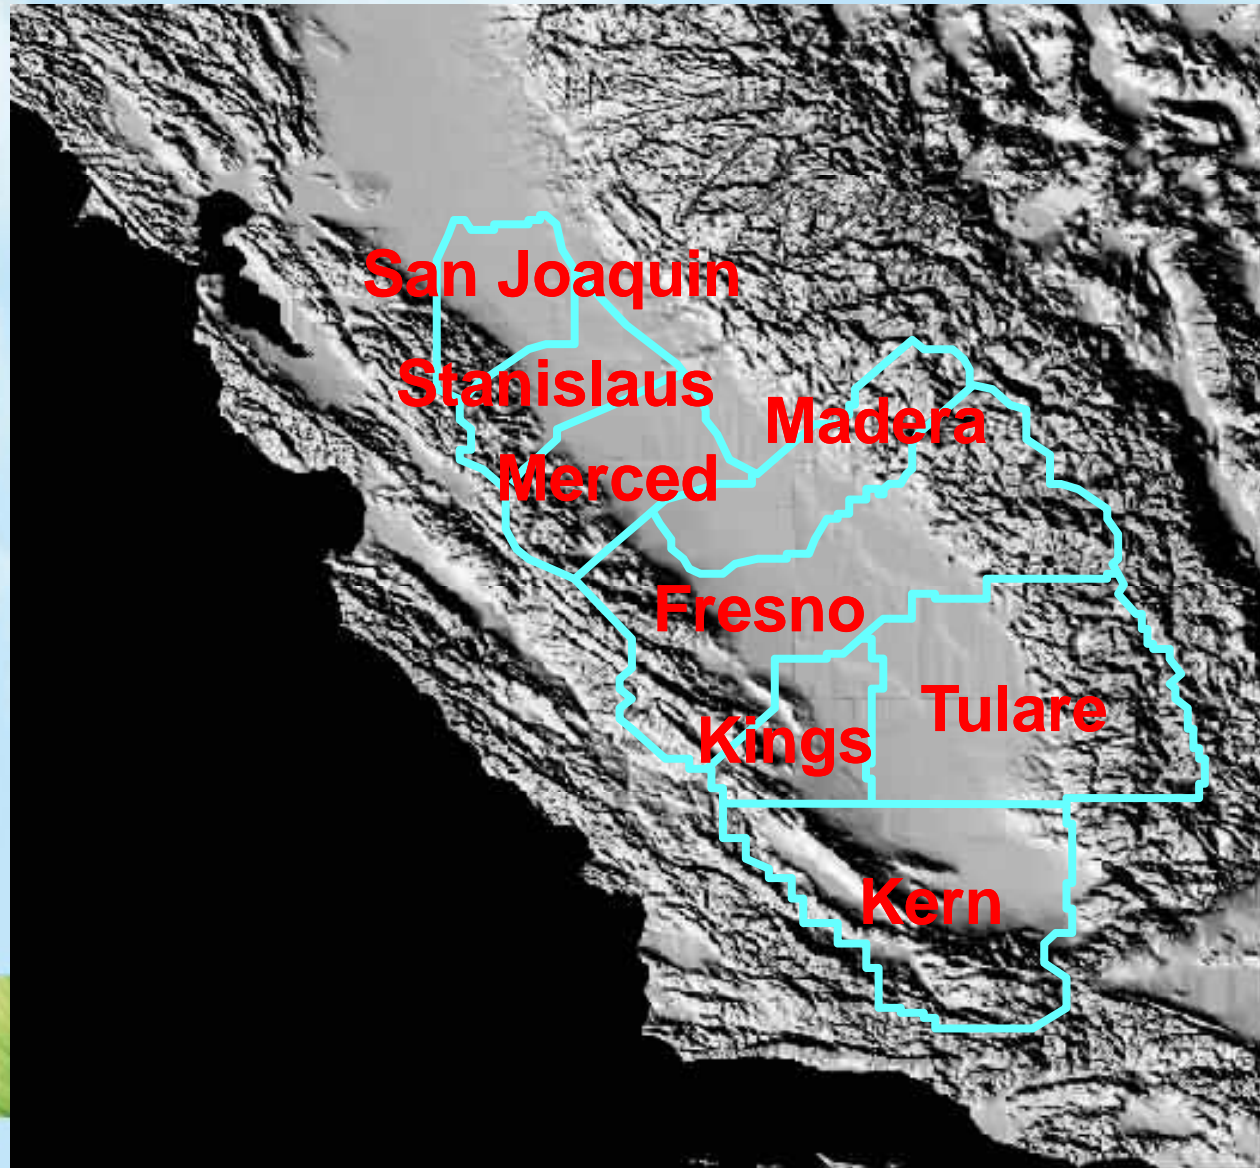 San Joaquin
Stanislaus
Madera
Merced
Fresno
Tulare
Kings
Kern